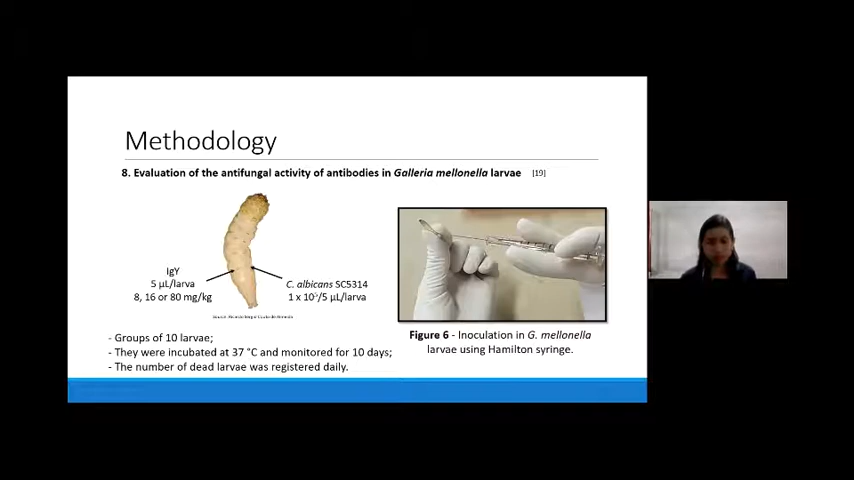 Methodology
8. Evaluation of the antifungal activity of antibodies in Galleria mellonella larvae [19]
IgY
5 µL/larva
8, 16 or 80 mg/kg
C. albicans SC5314
1 x 10⁵/5 µL/larva
- Groups of 10 larvae;
- They were incubated at 37 °C and monitored for 10 days;
- The number of dead larvae was registered daily.
Figure 6 - Inoculation in G. mellonella
larvae using Hamilton syringe.